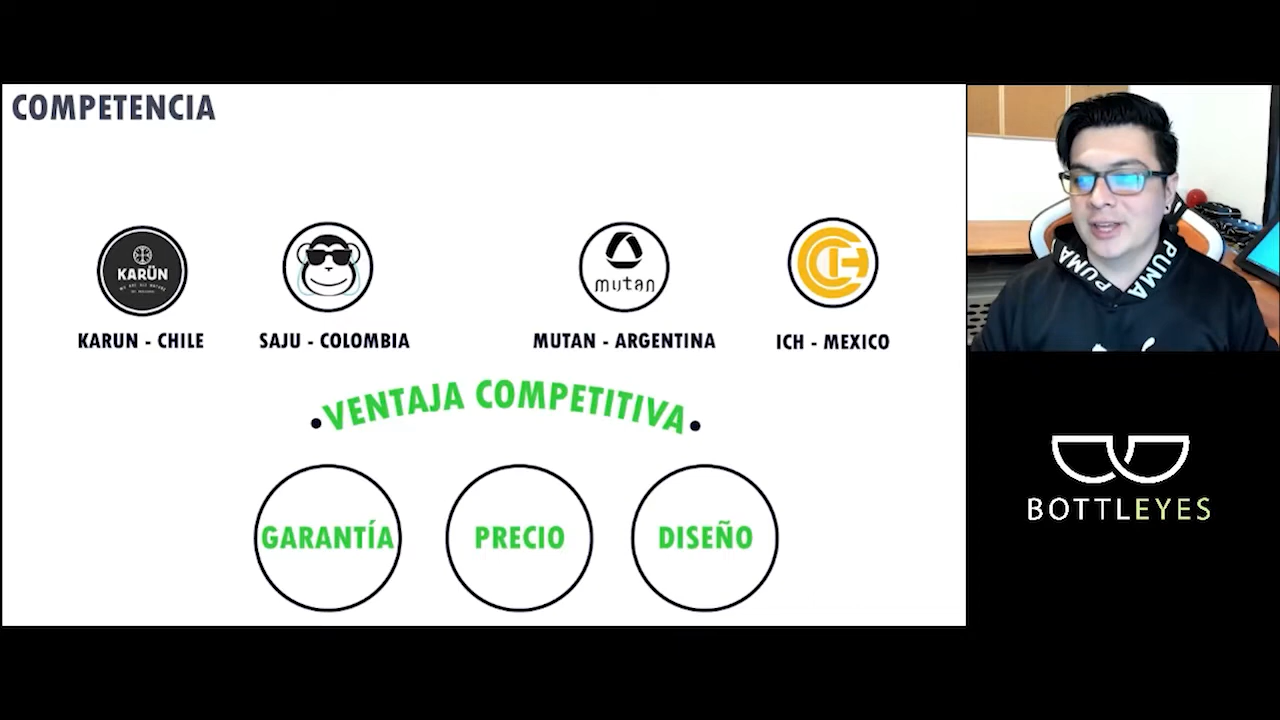 COMPETENCIA
KARÜN
mutan
KARUN - CHILE
SAJU - COLOMBIA
MUTAN - ARGENTINA
ICH - MEXICO
VENTAJA COMPETITIVA
GARANTÍA
PRECIO
DISEÑO
PUMA
PUMA
BOTTLEYES